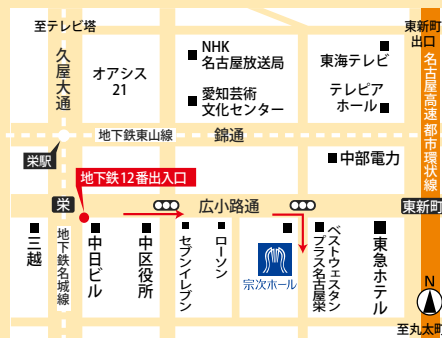 至テレビ塔
久屋大通
オアシス
21
NHK
名古屋放送局
愛知芸術
文化センター
東海テレビ
テレピア
ホール
東新町
出口
名古屋高速都市環状線
地下鉄東山線
錦通
栄駅
中部電力
地下鉄12番出入口
栄
広小路通
東新町
三越
地下鉄名城線
中日ビル
中区役所
セブンイレブン
ローソン
宗次ホール
ベストウェスタン
プラス名古屋栄
東急ホテル
N
至丸太町